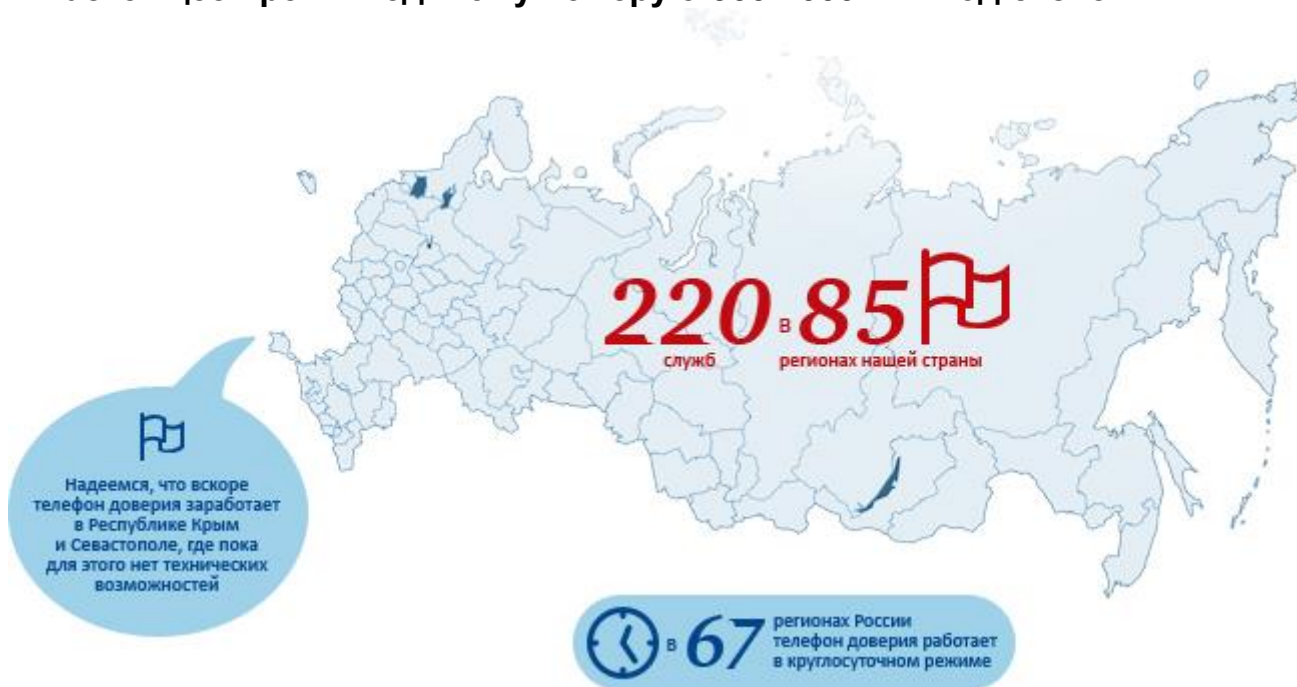 220 в 85
служб регионах нашей страны
Надеемся, что вскоре
телефон доверия заработает
в Республике Крым
и Севастополе, где пока
для этого нет технических
возможностей
в 67 регионах России
телефон доверия работает
в круглосуточном режиме